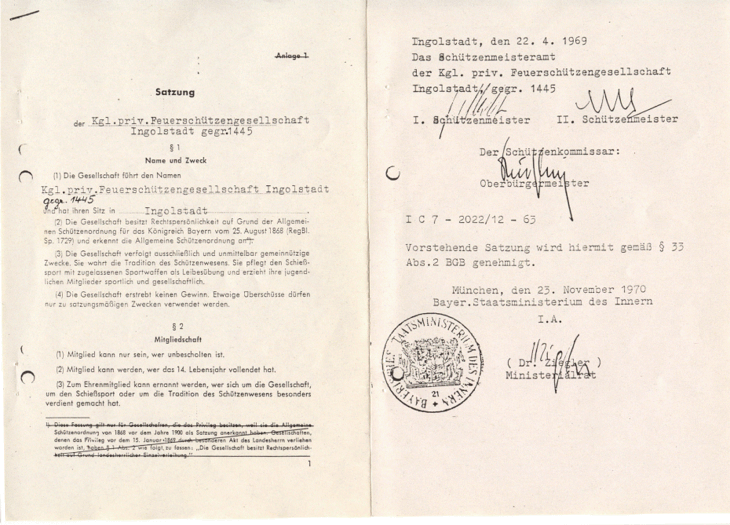 Anlage 1
Satzung
der Kgl.priv.Feuerschützengesellschaft
Ingolstadt gegr.1445
§ 1
Name und Zweck
(1) Die Gesellschaft führt den Namen
Kgl.priv.Feuerschützengesellschaft Ingolstadt
gegr. 1445
und hat ihren Sitz in Ingolstadt .
(2) Die Gesellschaft besitzt Rechtspersönlichkeit auf Grund der Allgemei-
nen Schützenordnung für das Königreich Bayern vom 25. August 1868 (RegBl.
Sp. 1729) und erkennt die Allgemeine Schützenordnung an¹).
(3) Die Gesellschaft verfolgt ausschließlich und unmittelbar gemeinnützige
Zwecke. Sie wahrt die Tradition des Schützenwesens. Sie pflegt den Schieß-
sport mit zugelassenen Sportwaffen als Leibesübung und erzieht ihre jugend-
lichen Mitglieder sportlich und gesellschaftlich.
(4) Die Gesellschaft erstrebt keinen Gewinn. Etwaige Überschüsse dürfen
nur zu satzungsmäßigen Zwecken verwendet werden.
§ 2
Mitgliedschaft
(1) Mitglied kann nur sein, wer unbescholten ist.
(2) Mitglied kann werden, wer das 14. Lebensjahr vollendet hat.
(3) Zum Ehrenmitglied kann ernannt werden, wer sich um die Gesellschaft,
um den Schießsport oder um die Tradition des Schützenwesens besonders
verdient gemacht hat.
1) Diese Fassung gilt nur für Gesellschaften, die das Privileg besitzen, weil sie die Allgemeine
Schützenordnung von 1868 vor dem Jahre 1900 als Satzung anerkannt haben. Gesellschaften,
denen das Privileg vor dem 15. Januar 1869 durch besonderen Akt des Landesherrn verliehen
worden ist, haben § 1 Abs. 2 wie folgt zu fassen: „Die Gesellschaft besitzt Rechtspersönlich-
keit auf Grund landesherrlicher Einzelverleihung."
1
Ingolstadt, den 22. 4. 1969
Das Schützenmeisteramt
der Kgl. priv. Feuerschützengesellschaft
Ingolstadt gegr. 1445
I. Schützenmeister II. Schützenmeister
Der Schützenkommissar:
Oberbürgermeister
I C 7 - 2022/12 - 63
Vorstehende Satzung wird hiermit gemäß § 33
Abs.2 BGB genehmigt.
München, den 23. November 1970
Bayer.Staatsministerium des Innern
I.A.
( Dr. Ziegler )
Ministerialrat
BAYERISCHES STAATSMINISTERIUM DES INNERN
21